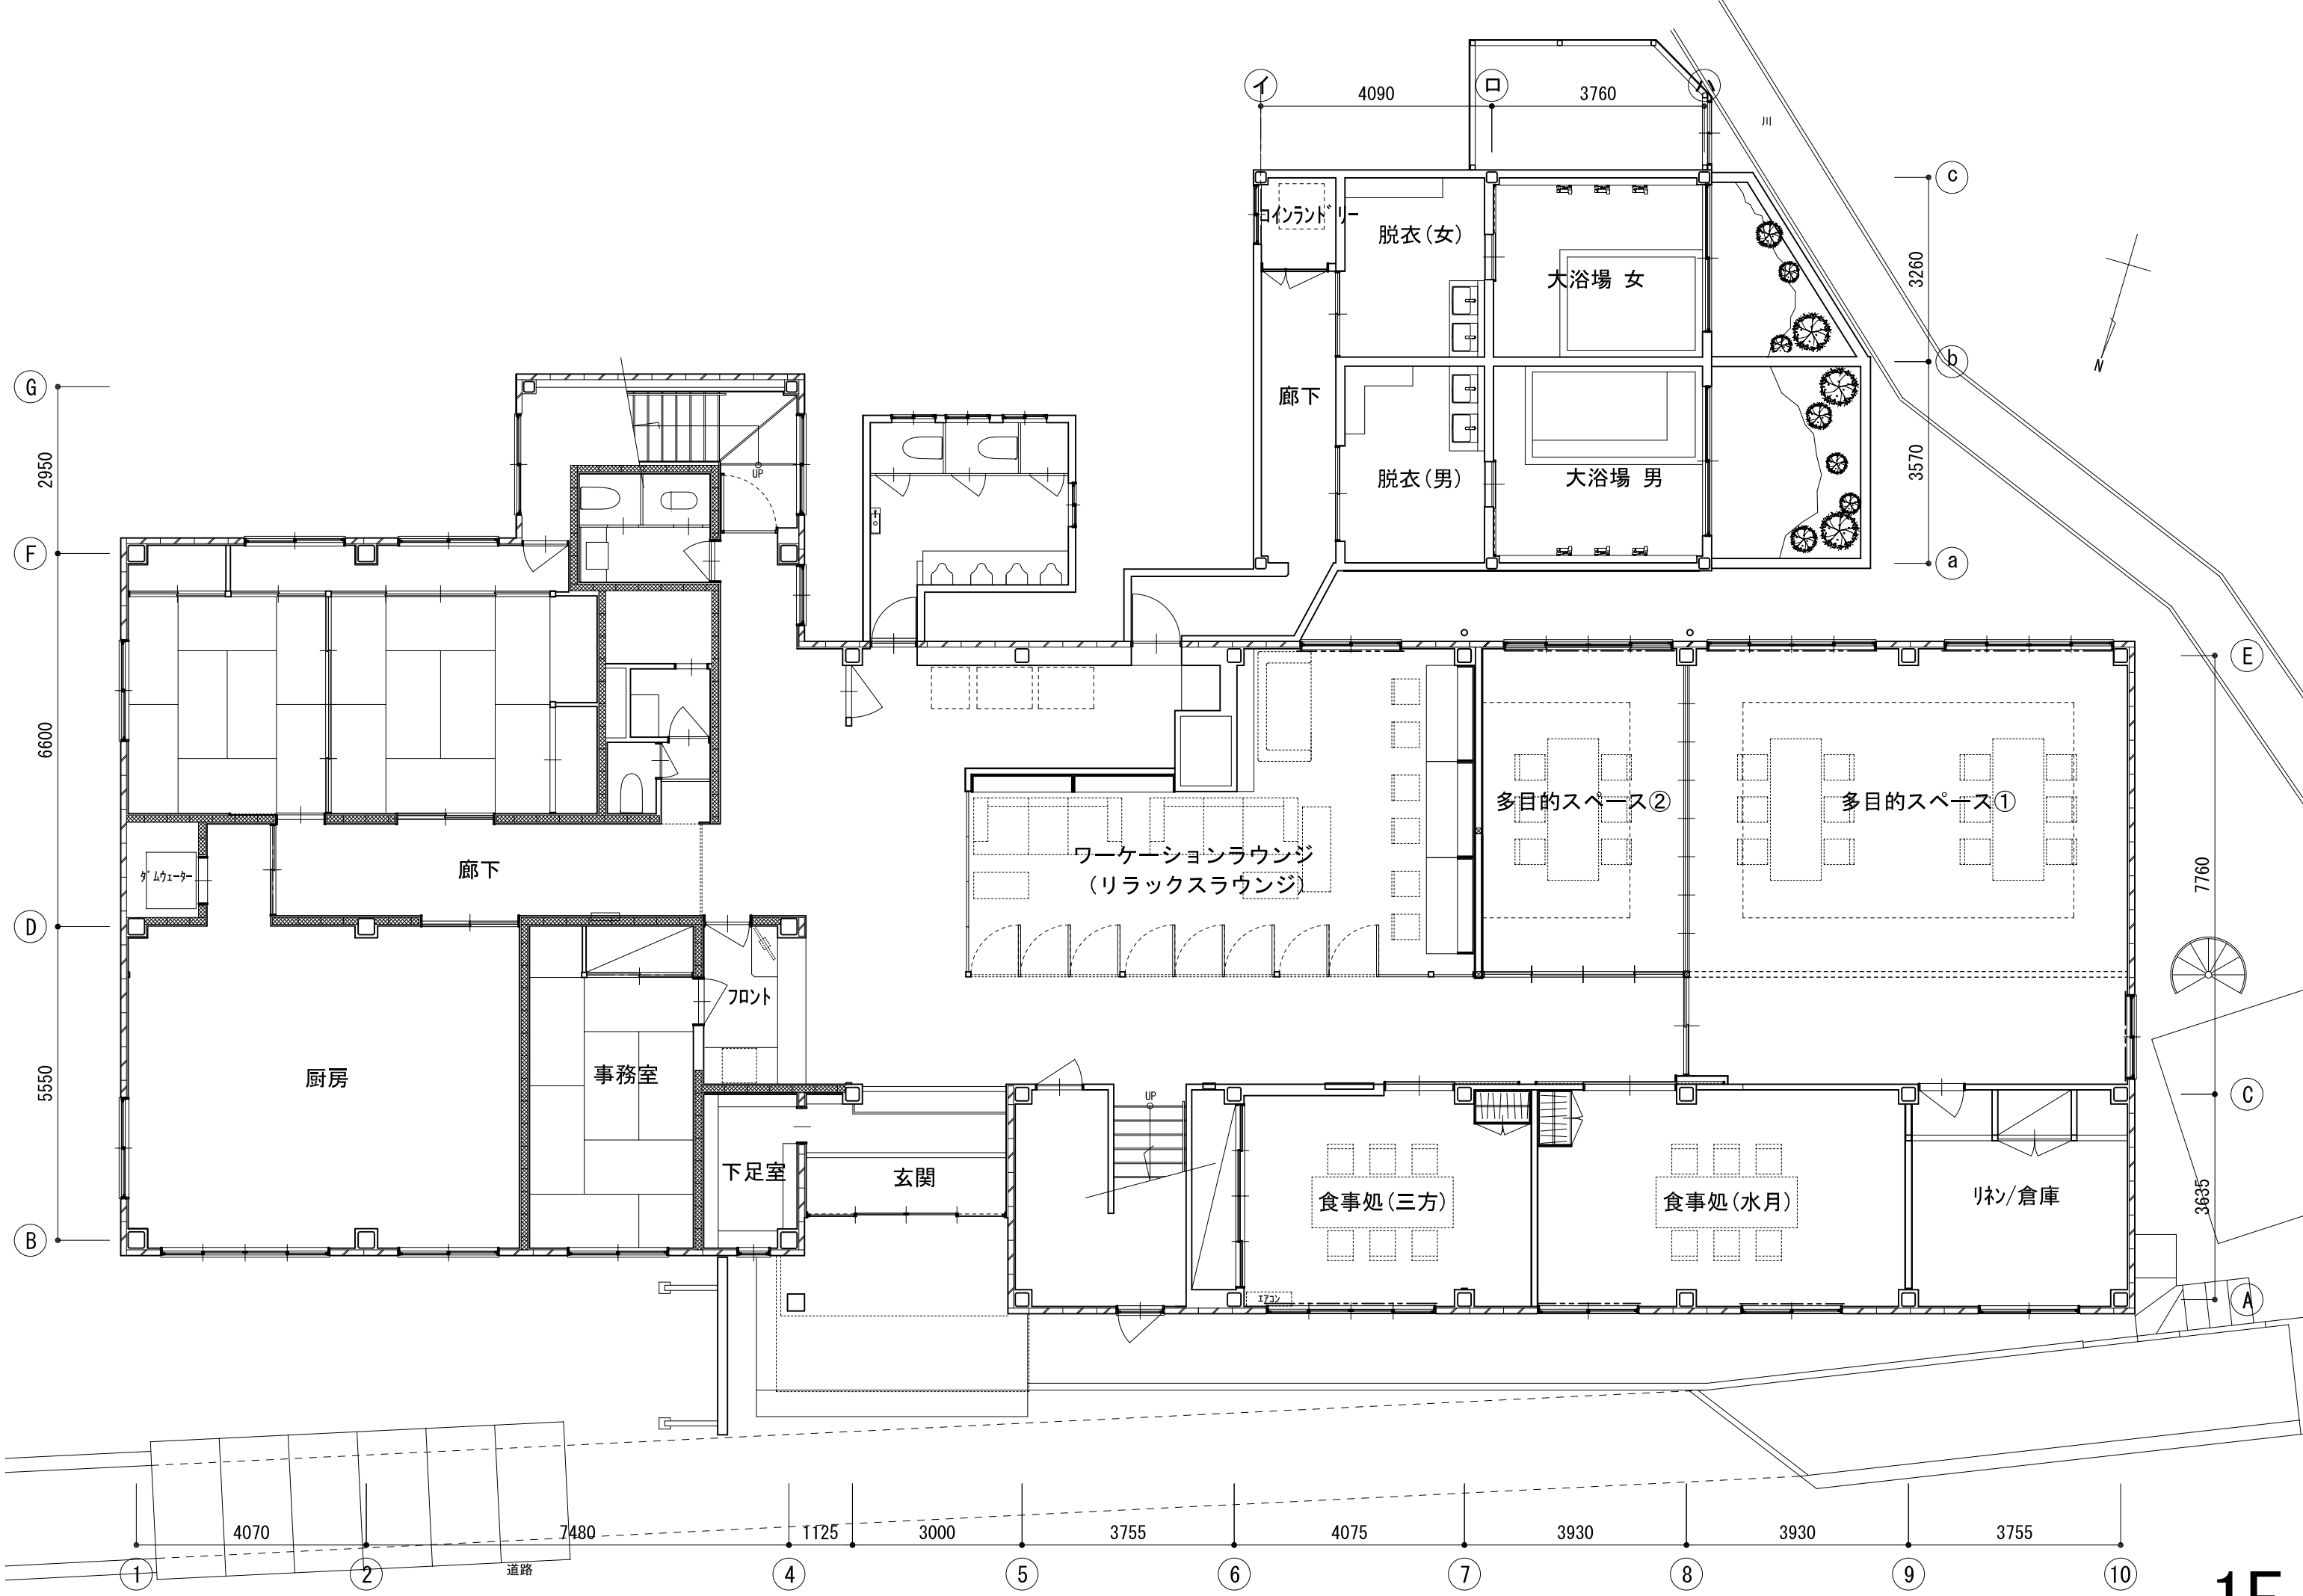 イ
ロ
ハ
4090
3760
川
c
コインランドリー
脱衣(女)
大浴場 女
3260
N
b
G
廊下
2950
UP
脱衣(男)
大浴場 男
3570
F
a
E
6600
多目的スペース②
多目的スペース①
ワーケーションラウンジ
(リラックスラウンジ)
ダムウェーター
廊下
7760
D
フロント
厨房
事務室
5550
UP
C
下足室
玄関
食事処(三方)
食事処(水月)
リネン/倉庫
3635
B
エアコン
A
4070
7480
1125
3000
3755
4075
3930
3930
3755
道路
1
2
4
5
6
7
8
9
10
1F